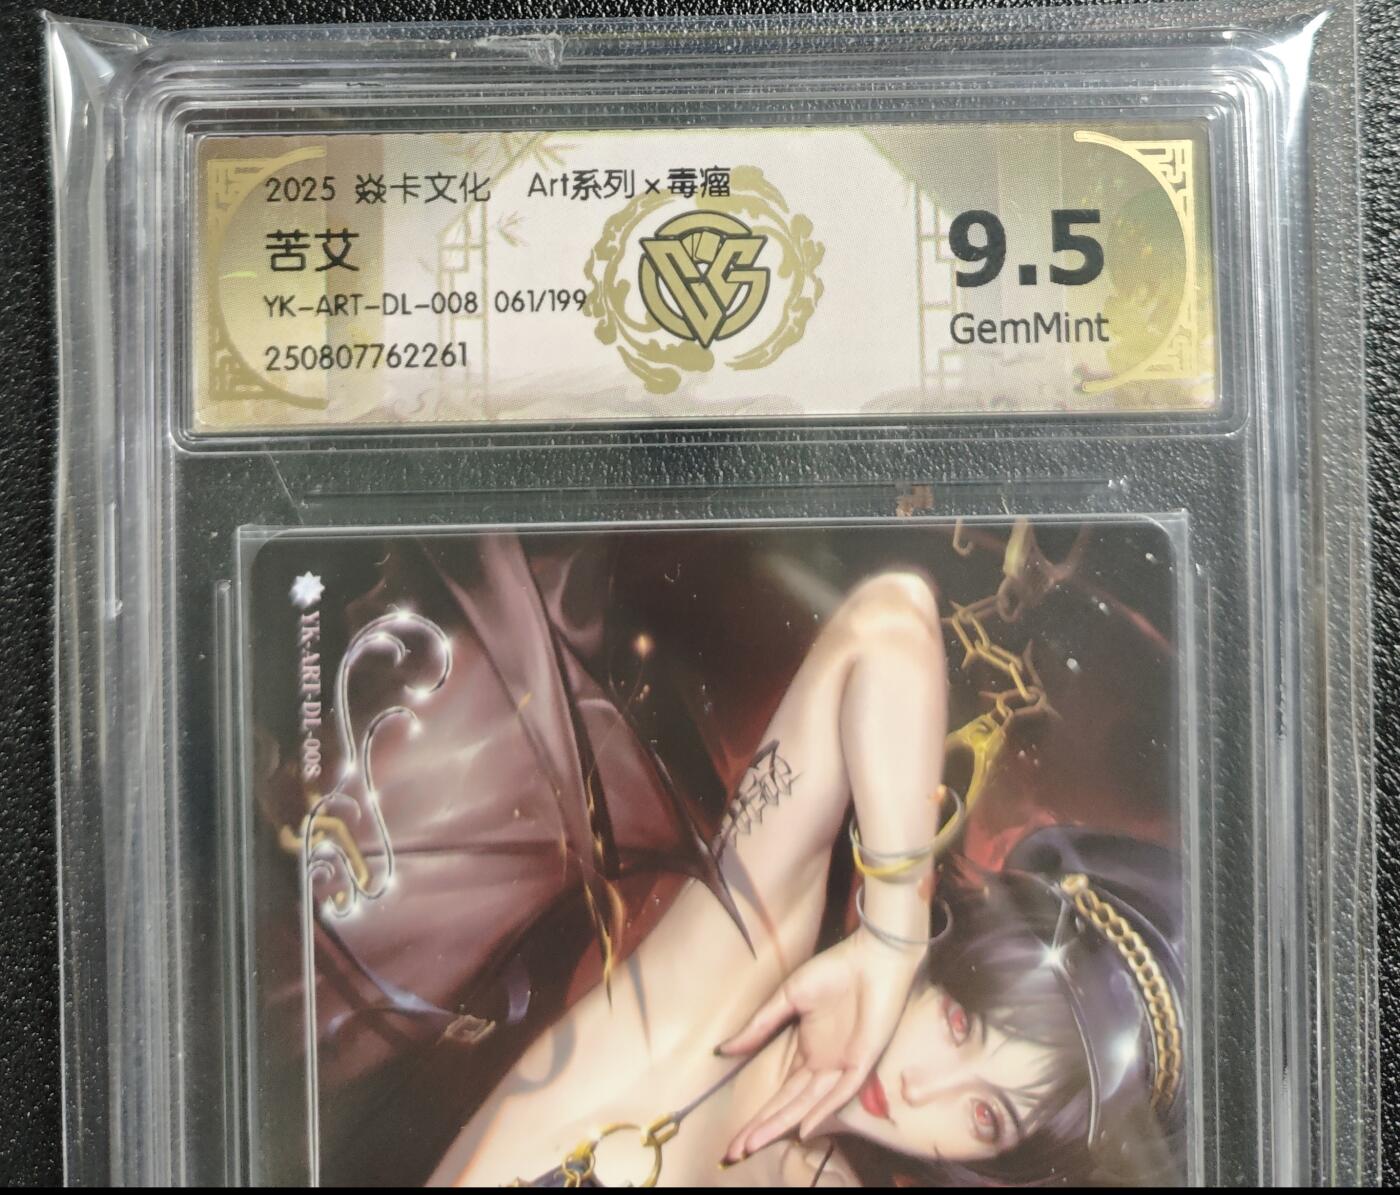 2025 焱卡文化 Art系列×毒瘤
苦艾
YK-ART-DL-008 061/199
250807762261
9.5
GemMint
YK-ART-DL-008